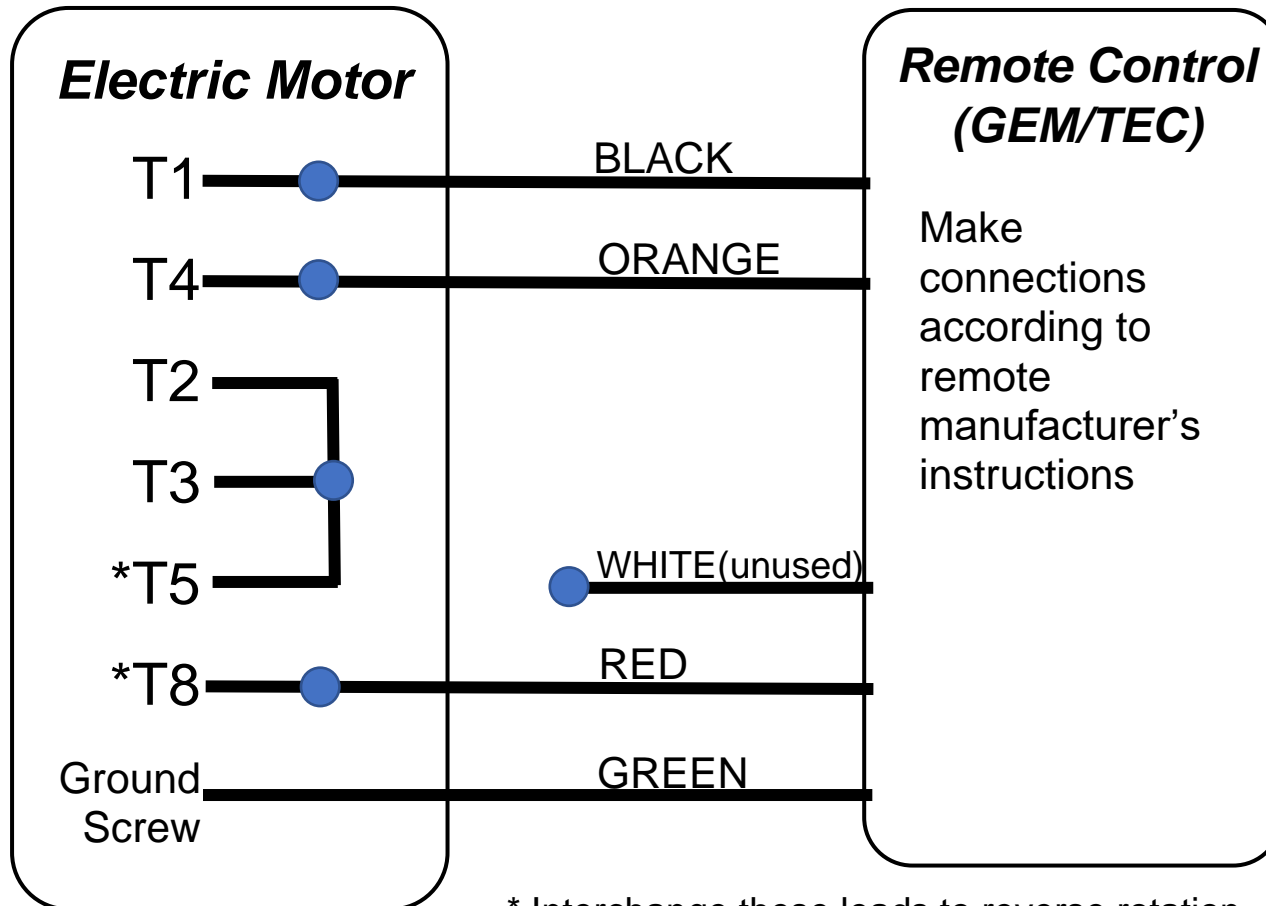 Electric Motor
Remote Control
(GEM/TEC)
T1
BLACK
T4
ORANGE
Make
connections
according to
remote
manufacturer’s
instructions
T2
T3
*T5
WHITE(unused)
*T8
RED
Ground
Screw
GREEN
* Interchange these leads to reverse rotation